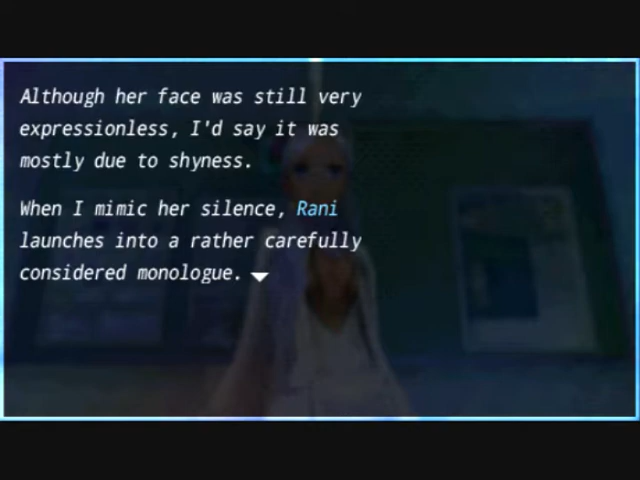 Although her face was still very
expressionless, I'd say it was
mostly due to shyness.
When I mimic her silence, Rani
launches into a rather carefully
considered monologue.